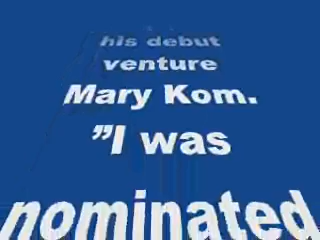 his debut
venture
Mary Kom.
”I was
nominated